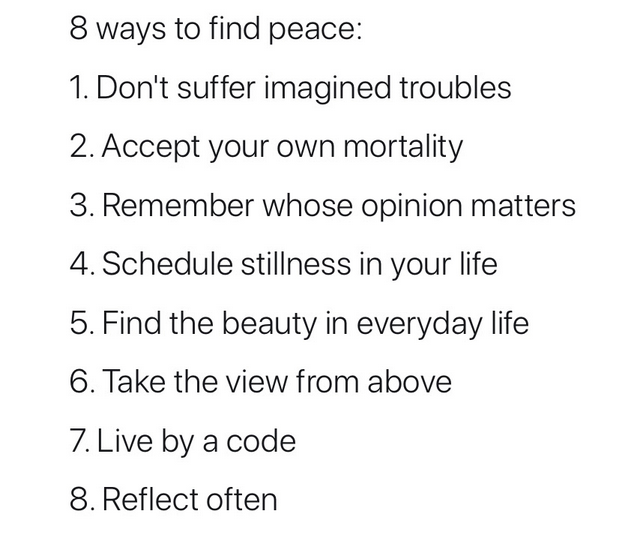 8 ways to find peace:
1. Don't suffer imagined troubles
2. Accept your own mortality
3. Remember whose opinion matters
4. Schedule stillness in your life
5. Find the beauty in everyday life
6. Take the view from above
7. Live by a code
8. Reflect often